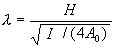 λ = H / √(I / (4A₀))